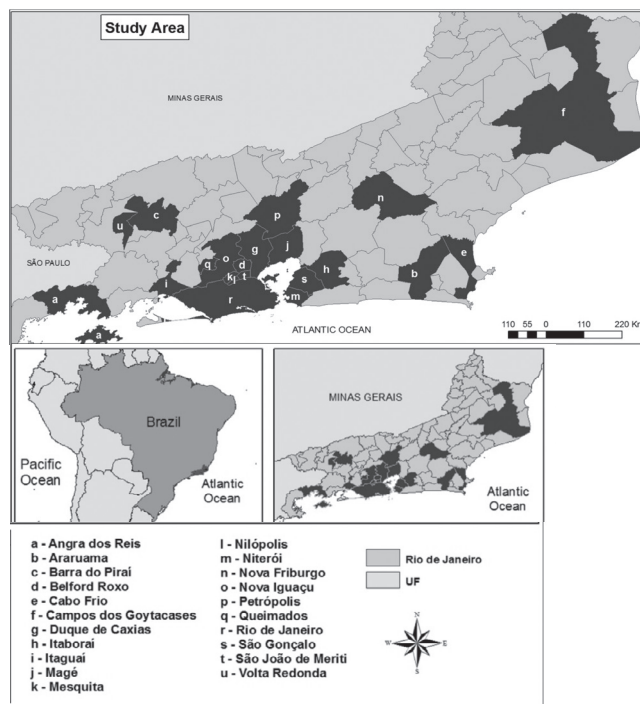 Study Area
MINAS GERAIS
f
n
c
u
p
g
j
o
q
d
k
t
l
i
s
h
b
e
SÃO PAULO
a
r
m
a
ATLANTIC OCEAN
110 55 0 110 220 Km
Brazil
Pacific
Ocean
Atlantic
Ocean
MINAS GERAIS
Atlantic
Ocean
a - Angra dos Reis
b - Araruama
c - Barra do Piraí
d - Belford Roxo
e - Cabo Frio
f - Campos dos Goytacases
g - Duque de Caxias
h - Itaboraí
i - Itaguaí
j - Magé
k - Mesquita
l - Nilópolis
m - Niterói
n - Nova Friburgo
o - Nova Iguaçu
p - Petrópolis
q - Queimados
r - Rio de Janeiro
s - São Gonçalo
t - São João de Meriti
u - Volta Redonda
Rio de Janeiro
UF
N
W
E
S